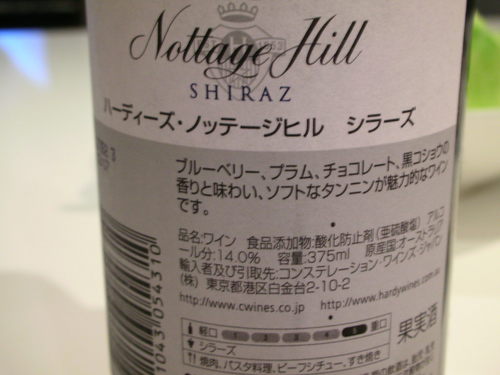 Nottage Hill
SHIRAZ
ハーディーズ・ノッテージヒル シラーズ
ブルーベリー、プラム、チョコレート、黒コショウの
香りと味わい、ソフトなタンニンが魅力的なワイン
です。
品名:ワイン 食品添加物:酸化防止剤(亜硫酸塩) アルコ
ール分:14.0% 容量:375ml 原産国:オーストラリア
輸入者及び引取先:コンステレーション・ワインズ・ジャパン
(株) 東京都港区白金台2-10-2
http://www.cwines.co.jp http://www.hardywines.com.au
軽口 1 2 3 4 5 重口
シラーズ
焼肉、パスタ料理、ビーフシチュー、すき焼き
果実酒
1043 054310